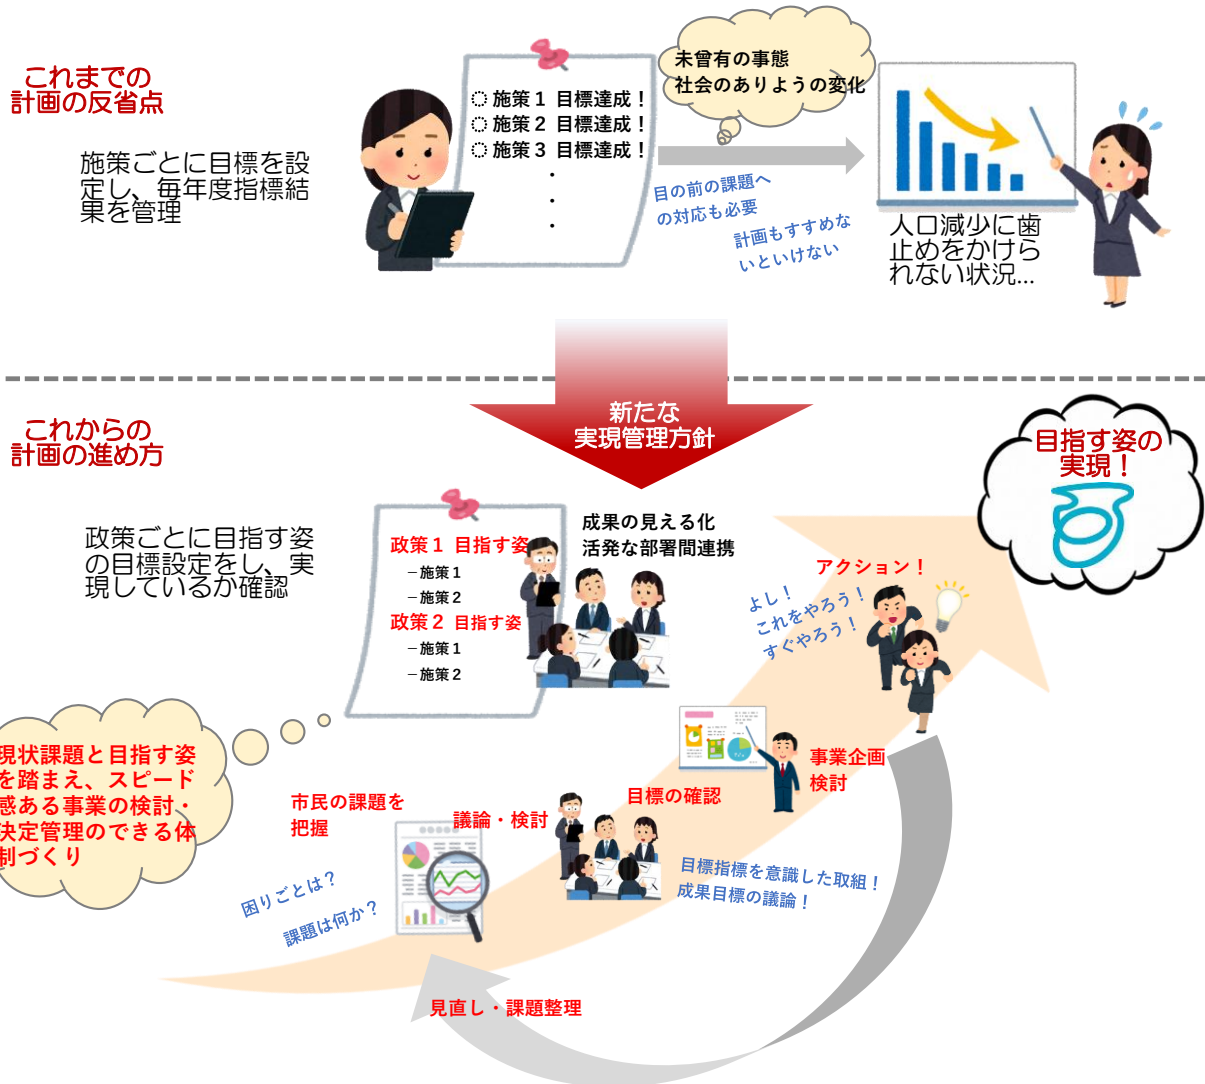 これまでの
計画の反省点
施策ごとに目標を設
定し、毎年度指標結
果を管理
◌ 施策1 目標達成！
◌ 施策2 目標達成！
◌ 施策3 目標達成！
・
・
・
未曾有の事態
社会のありようの変化
目の前の課題へ
の対応も必要
計画もすすめな
いといけない
人口減少に歯
止めをかけら
れない状況…
新たな
実現管理方針
これからの
計画の進め方
政策ごとに目指す姿
の目標設定をし、実
現しているか確認
政策1 目指す姿
－施策1
－施策2
政策2 目指す姿
－施策1
－施策2
成果の見える化
活発な部署間連携
目指す姿の
実現！
アクション！
よし！
これをやろう！
すぐやろう！
現状課題と目指す姿
を踏まえ、スピード
感ある事業の検討・
決定管理のできる体
制づくり
市民の課題を
把握
困りごとは？
課題は何か？
議論・検討
目標の確認
事業企画
検討
目標指標を意識した取組！
成果目標の議論！
見直し・課題整理